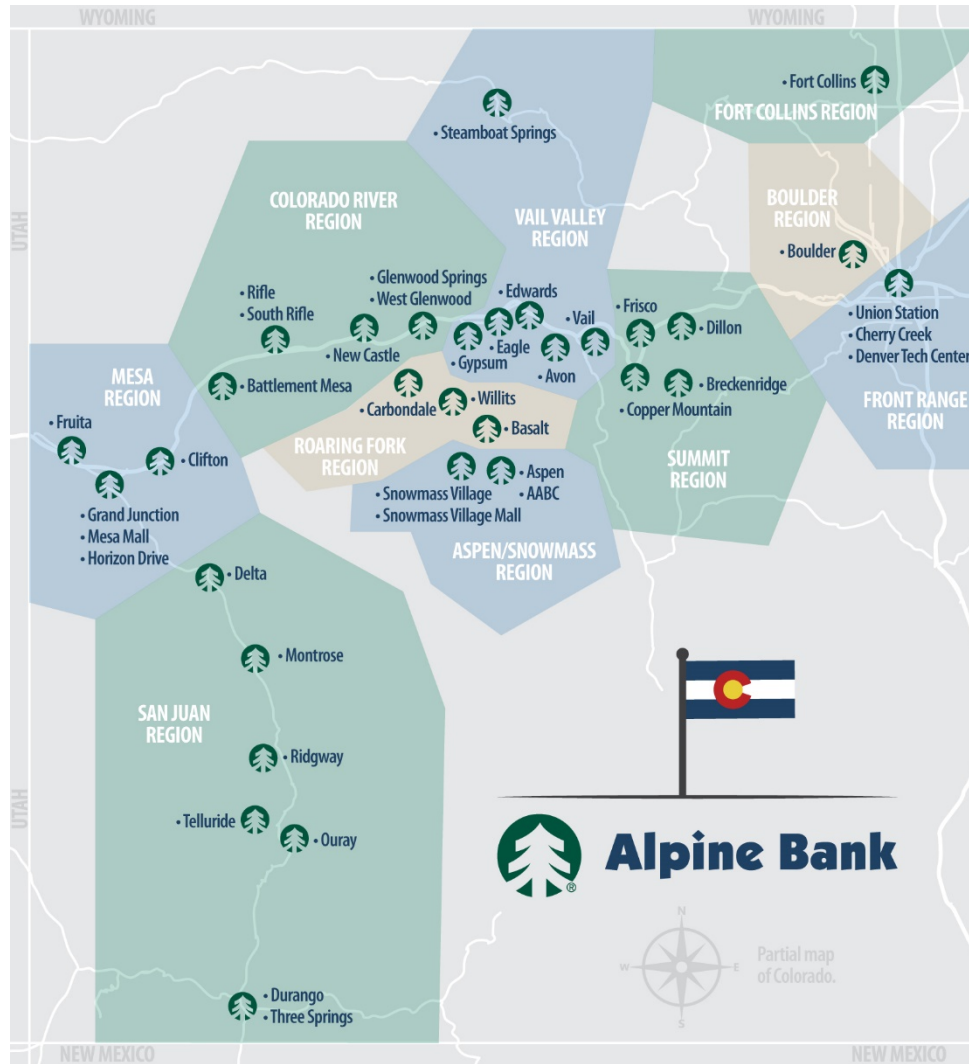 WYOMING
WYOMING
• Fort Collins
FORT COLLINS REGION
• Steamboat Springs
COLORADO RIVER
REGION
VAIL VALLEY
REGION
BOULDER
REGION
• Boulder
UTAH
• Glenwood Springs
• West Glenwood
• Edwards
• Rifle
• South Rifle
• New Castle
• Gypsum
• Eagle
• Avon
• Vail
• Frisco
• Dillon
• Union Station
• Cherry Creek
• Denver Tech Center
FRONT RANGE
REGION
MESA
REGION
• Battlement Mesa
• Carbondale
• Willits
• Basalt
• Breckenridge
• Copper Mountain
• Fruita
• Clifton
ROARING FORK
REGION
SUMMIT
REGION
• Grand Junction
• Mesa Mall
• Horizon Drive
• Snowmass Village
• Snowmass Village Mall
• Aspen
• AABC
ASPEN/SNOWMASS
REGION
• Delta
• Montrose
SAN JUAN
REGION
• Ridgway
• Telluride
• Ouray
UTAH
Alpine Bank
®
N
W
E
S
Partial map
of Colorado.
• Durango
• Three Springs
NEW MEXICO
NEW MEXICO